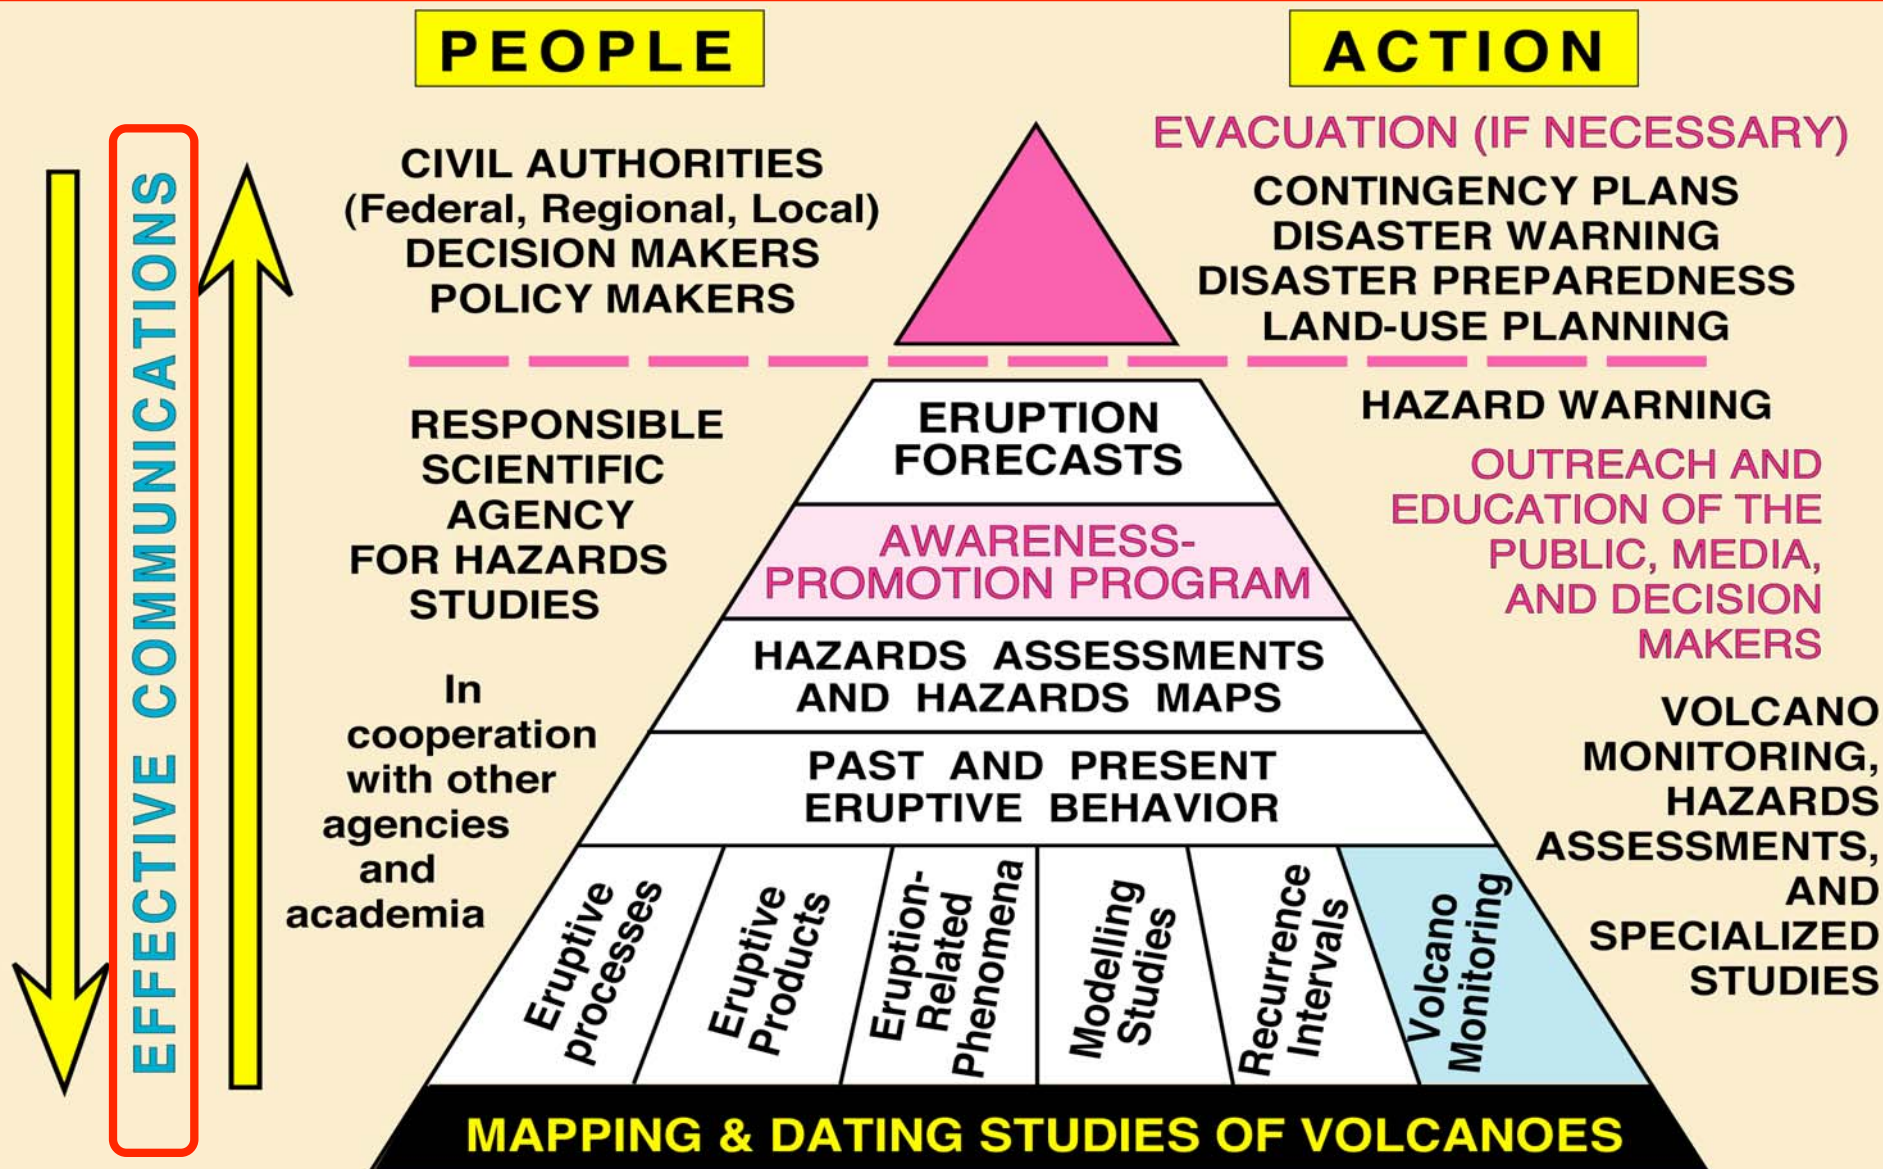 PEOPLE
ACTION
EFFECTIVE COMMUNICATIONS
CIVIL AUTHORITIES
(Federal, Regional, Local)
DECISION MAKERS
POLICY MAKERS
EVACUATION (IF NECESSARY)
CONTINGENCY PLANS
DISASTER WARNING
DISASTER PREPAREDNESS
LAND-USE PLANNING
RESPONSIBLE
SCIENTIFIC
AGENCY
FOR HAZARDS
STUDIES
In
cooperation
with other
agencies
and
academia
ERUPTION
FORECASTS
AWARENESS-
PROMOTION PROGRAM
HAZARDS ASSESSMENTS
AND HAZARDS MAPS
PAST AND PRESENT
ERUPTIVE BEHAVIOR
Eruptive
processes
Eruptive
Products
Eruption-
Related
Phenomena
Modelling
Studies
Recurrence
Intervals
Volcano
Monitoring
MAPPING & DATING STUDIES OF VOLCANOES
HAZARD WARNING
OUTREACH AND
EDUCATION OF THE
PUBLIC, MEDIA,
AND DECISION
MAKERS
VOLCANO
MONITORING,
HAZARDS
ASSESSMENTS,
AND
SPECIALIZED
STUDIES